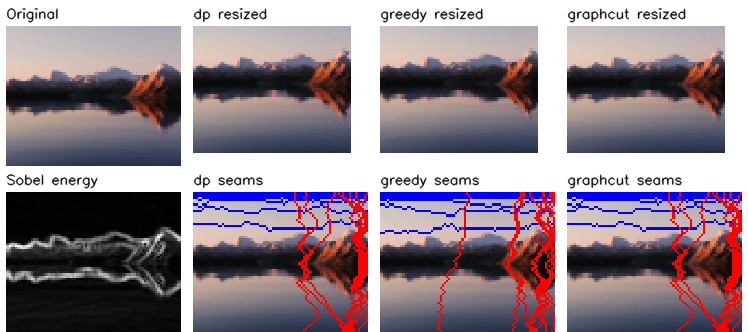 Original
dp resized
greedy resized
graphcut resized
Sobel energy
dp seams
greedy seams
graphcut seams